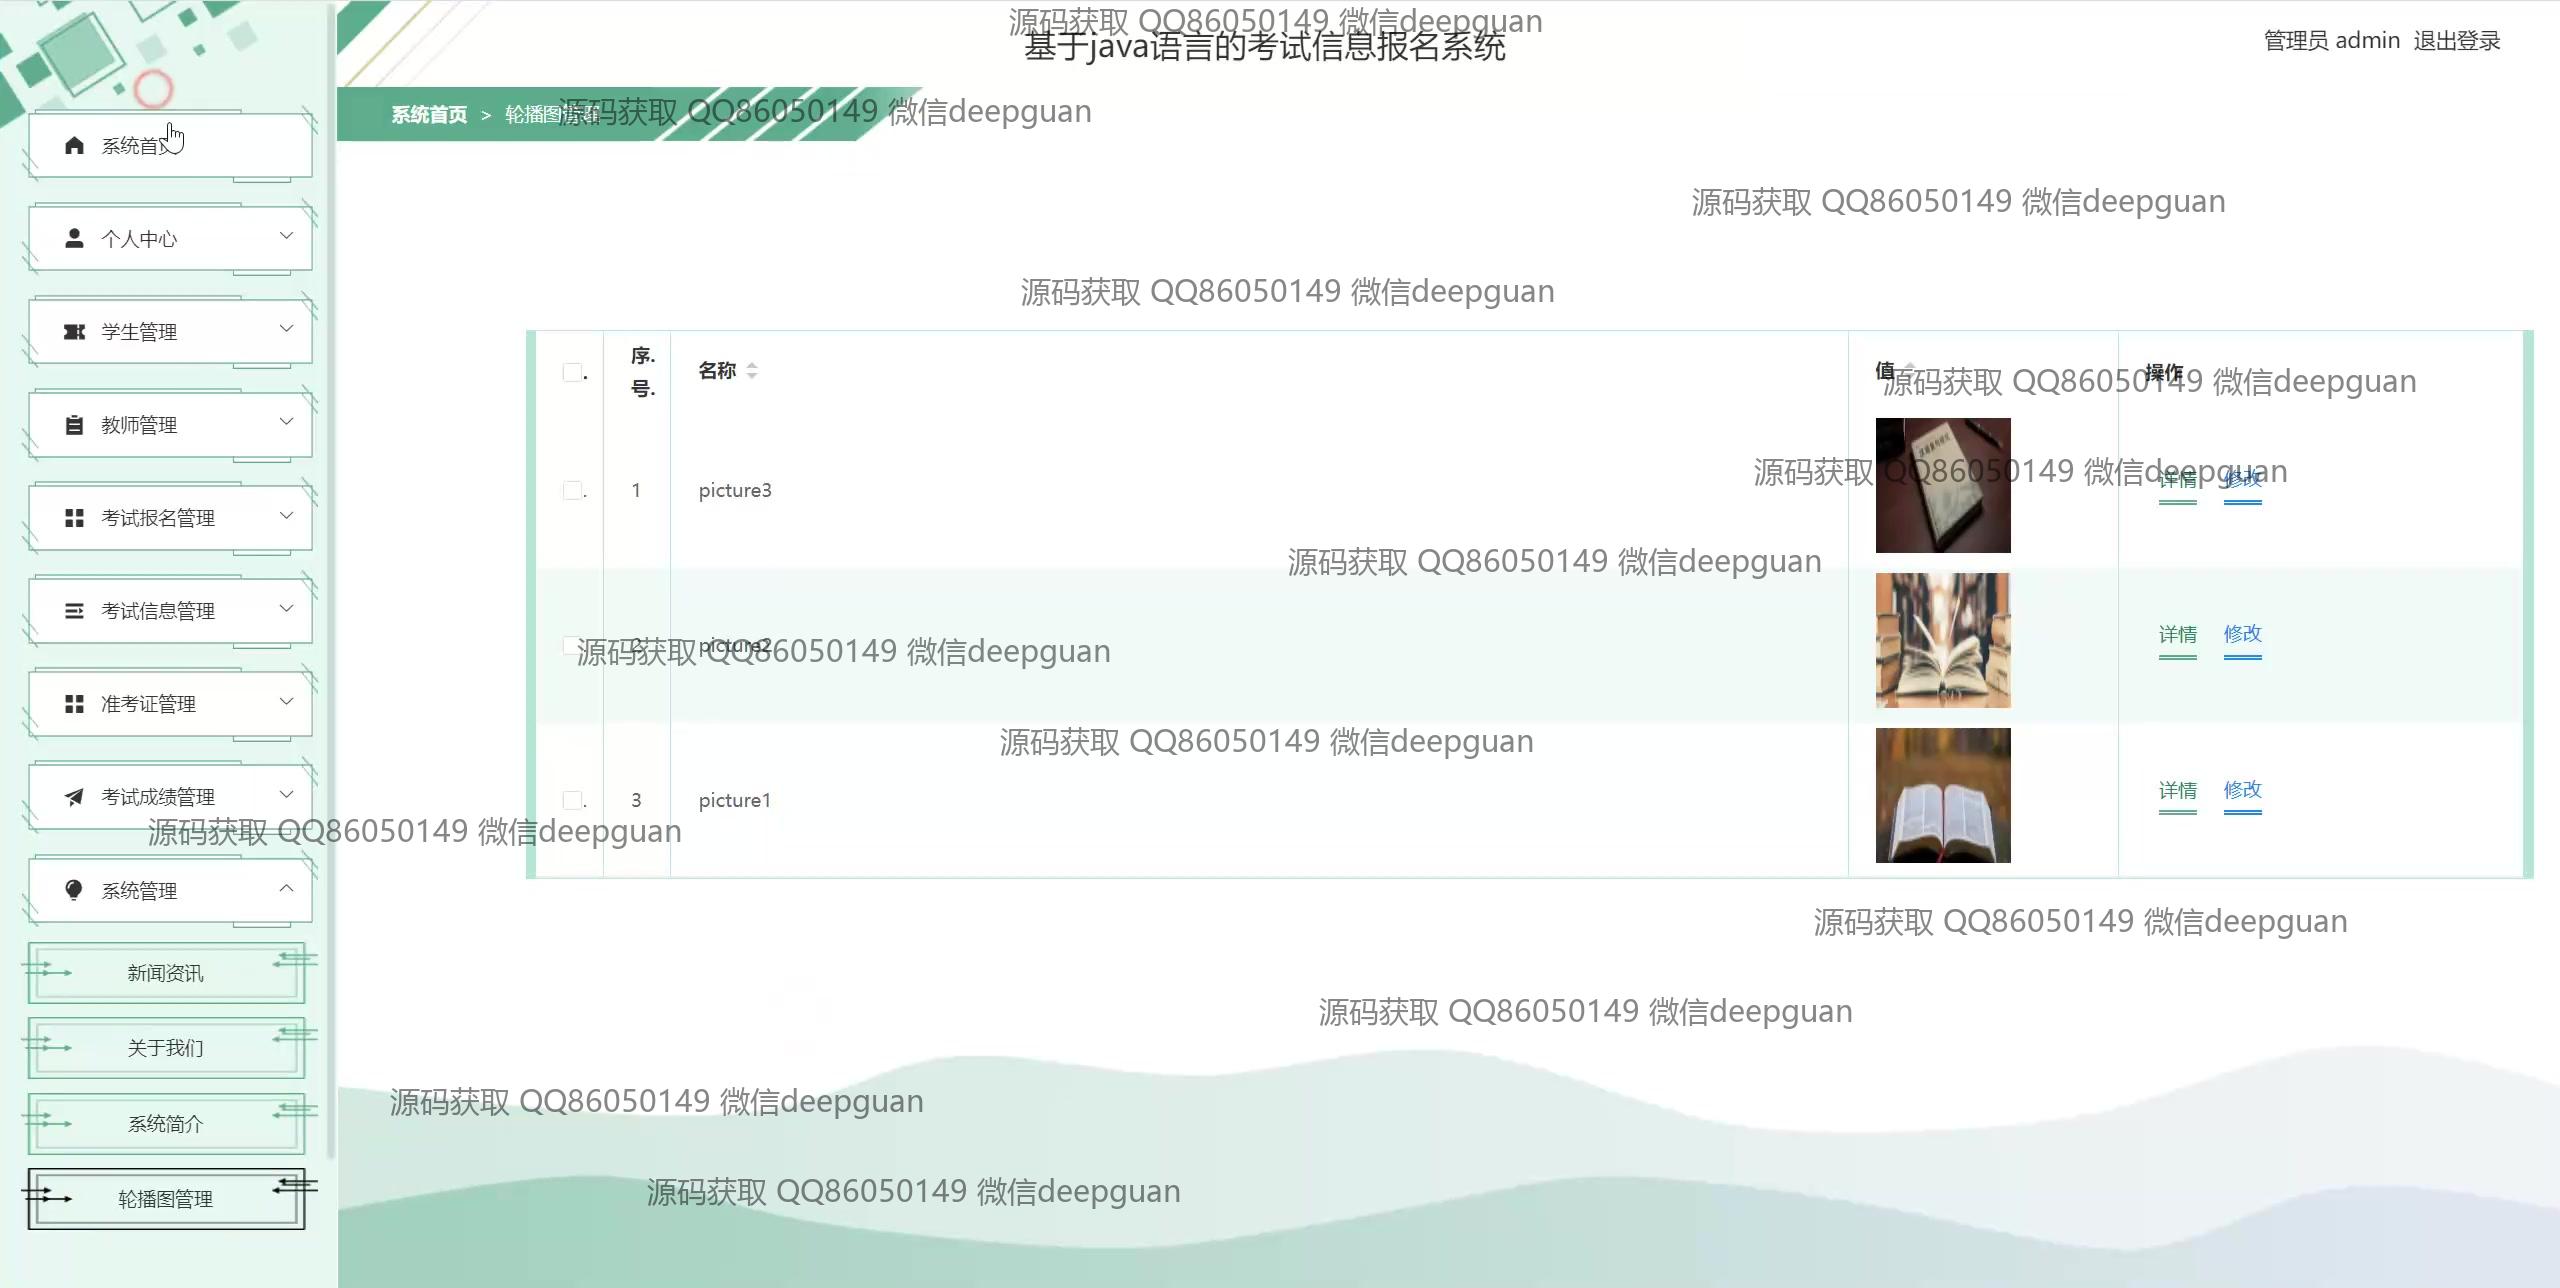 源码获取 QQ86050149 微信deepguan
基于java语言的考试信息报名系统
管理员 admin 退出登录
系统首页 > 轮播图管理
源码获取 QQ86050149 微信deepguan
系统首页
源码获取 QQ86050149 微信deepguan
个人中心
源码获取 QQ86050149 微信deepguan
学生管理
序号. 名称 值 操作
源码获取 QQ86050149 微信deepguan
教师管理
源码获取 QQ86050149 微信deepguan
1 picture3 详情 修改
考试报名管理
源码获取 QQ86050149 微信deepguan
考试信息管理
2 picture2 详情 修改
源码获取 QQ86050149 微信deepguan
准考证管理
源码获取 QQ86050149 微信deepguan
考试成绩管理
3 picture1 详情 修改
源码获取 QQ86050149 微信deepguan
系统管理
源码获取 QQ86050149 微信deepguan
新闻资讯
源码获取 QQ86050149 微信deepguan
关于我们
源码获取 QQ86050149 微信deepguan
系统简介
源码获取 QQ86050149 微信deepguan
轮播图管理